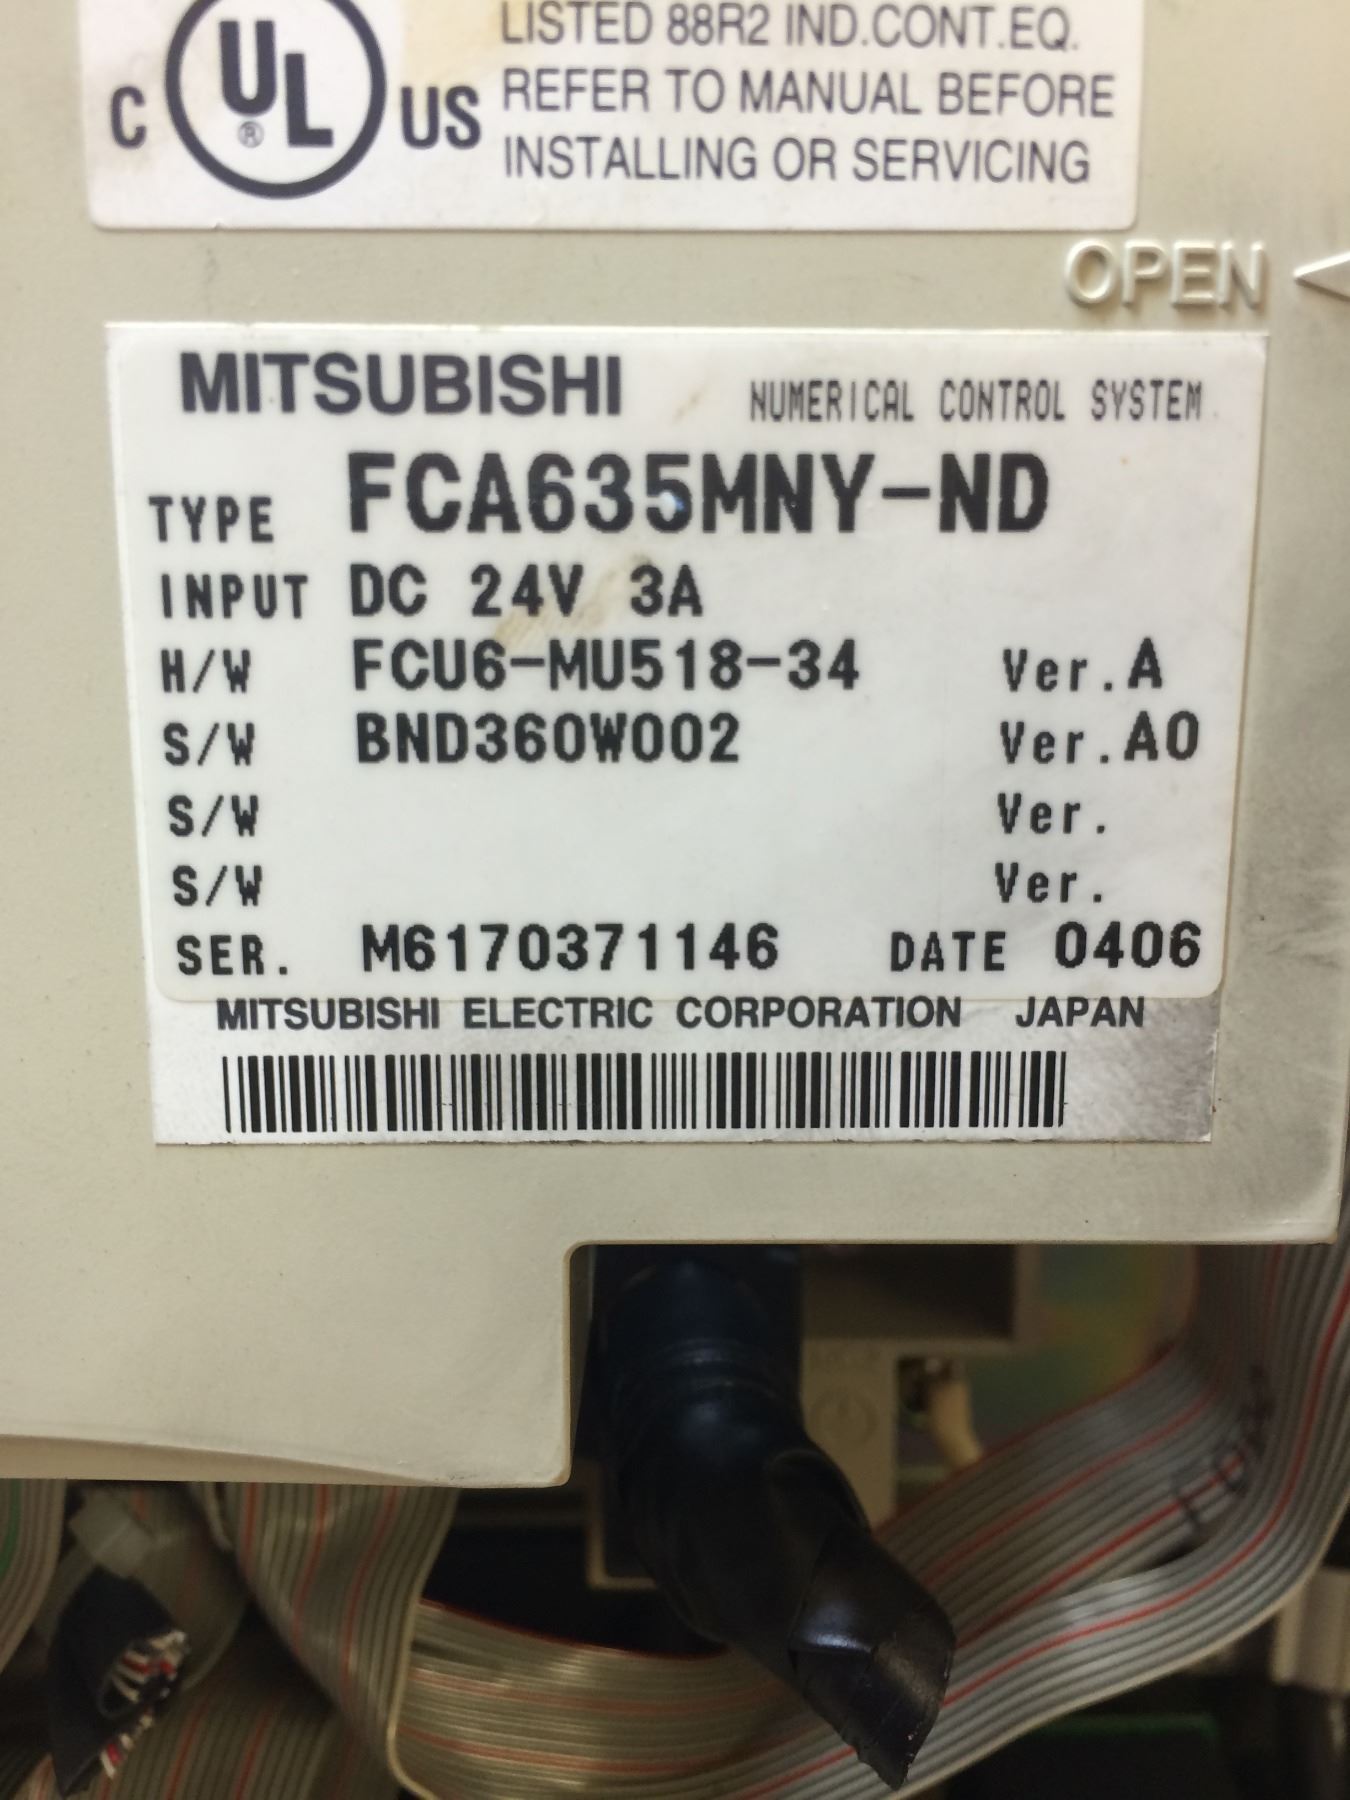 C UL ® US
LISTED 88R2 IND.CONT.EQ.
REFER TO MANUAL BEFORE
INSTALLING OR SERVICING
OPEN
MITSUBISHI NUMERICAL CONTROL SYSTEM
TYPE FCA635MNY-ND
INPUT DC 24V 3A
H/W FCU6-MU518-34 Ver.A
S/W BND360W002 Ver.A0
S/W Ver.
S/W Ver.
SER. M6170371146 DATE 0406
MITSUBISHI ELECTRIC CORPORATION JAPAN